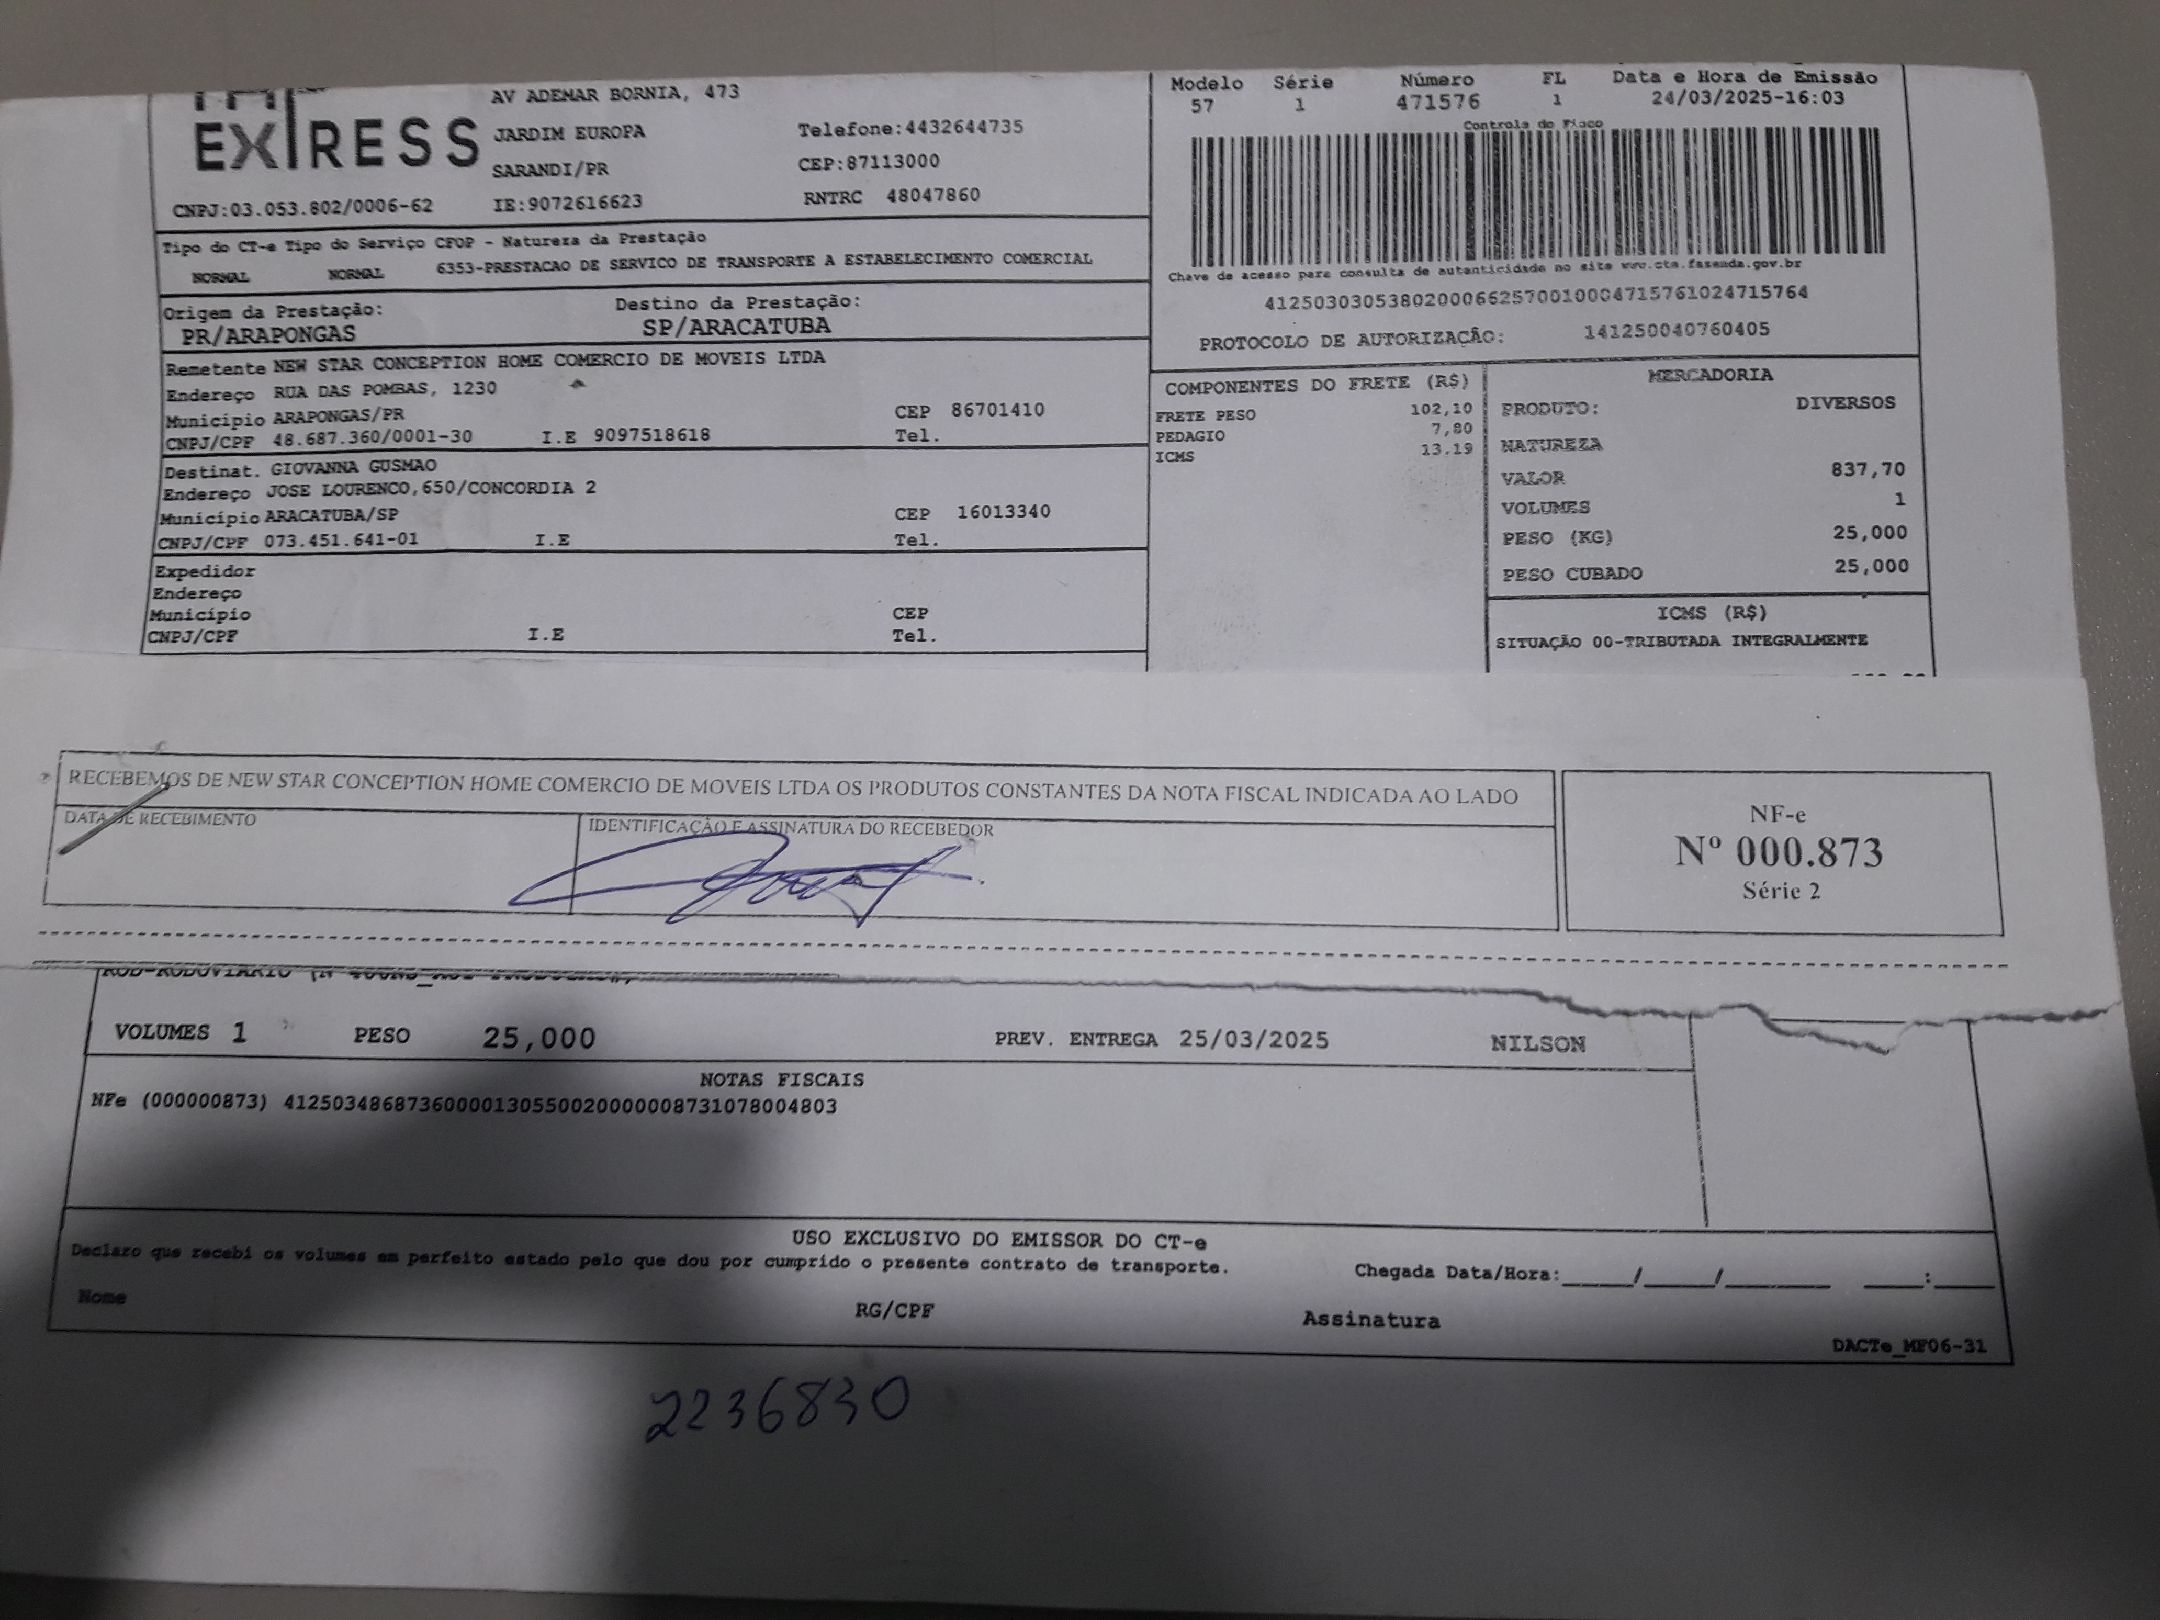 EXPRESS
AV ADEMAR BORNIA, 473
JARDIM EUROPA Telefone:4432644735
SARANDI/PR CEP:87113000
CNPJ:03.053.802/0006-62 IE:9072616623 RNTRC 48047860
Modelo Série Número FL Data e Hora de Emissão
57 1 471576 1 24/03/2025-16:03
Controle do Fisco
Chave de acesso para consulta de autenticidade no site www.cte.fazenda.gov.br
41250303053802000662570010004715761024715764
PROTOCOLO DE AUTORIZAÇÃO: 141250040760405
Tipo do CT-e Tipo do Serviço CFOP - Natureza da Prestação
NORMAL NORMAL 6353-PRESTACAO DE SERVICO DE TRANSPORTE A ESTABELECIMENTO COMERCIAL
Origem da Prestação: Destino da Prestação:
PR/ARAPONGAS SP/ARACATUBA
Remetente NEW STAR CONCEPTION HOME COMERCIO DE MOVEIS LTDA
Endereço RUA DAS POMBAS, 1230
Município ARAPONGAS/PR CEP 86701410
CNPJ/CPF 48.687.360/0001-30 I.E 9097518618 Tel.
Destinat. GIOVANNA GUSMAO
Endereço JOSE LOURENCO,650/CONCORDIA 2
Município ARACATUBA/SP CEP 16013340
CNPJ/CPF 073.451.641-01 I.E Tel.
Expedidor
Endereço
Município CEP
CNPJ/CPF I.E Tel.
COMPONENTES DO FRETE (R$)
FRETE PESO 102,10
PEDAGIO 7,80
ICMS 13.19
MERCADORIA
PRODUTO: DIVERSOS
NATUREZA
VALOR 837,70
VOLUMES 1
PESO (KG) 25,000
PESO CUBADO 25,000
ICMS (R$)
SITUAÇÃO 00-TRIBUTADA INTEGRALMENTE
RECEBEMOS DE NEW STAR CONCEPTION HOME COMERCIO DE MOVEIS LTDA OS PRODUTOS CONSTANTES DA NOTA FISCAL INDICADA AO LADO
DATA DE RECEBIMENTO IDENTIFICAÇÃO E ASSINATURA DO RECEBEDOR
NF-e
Nº 000.873
Série 2
VOLUMES 1 PESO 25,000 PREV. ENTREGA 25/03/2025 NILSON
NOTAS FISCAIS
NFe (000000873) 41250348687360000130550020000008731078004803
USO EXCLUSIVO DO EMISSOR DO CT-e
Declaro que recebi os volumes em perfeito estado pelo que dou por cumprido o presente contrato de transporte. Chegada Data/Hora:_____/_____/_______ ____:____
Nome RG/CPF Assinatura
DACTe_MF06-31
2236830